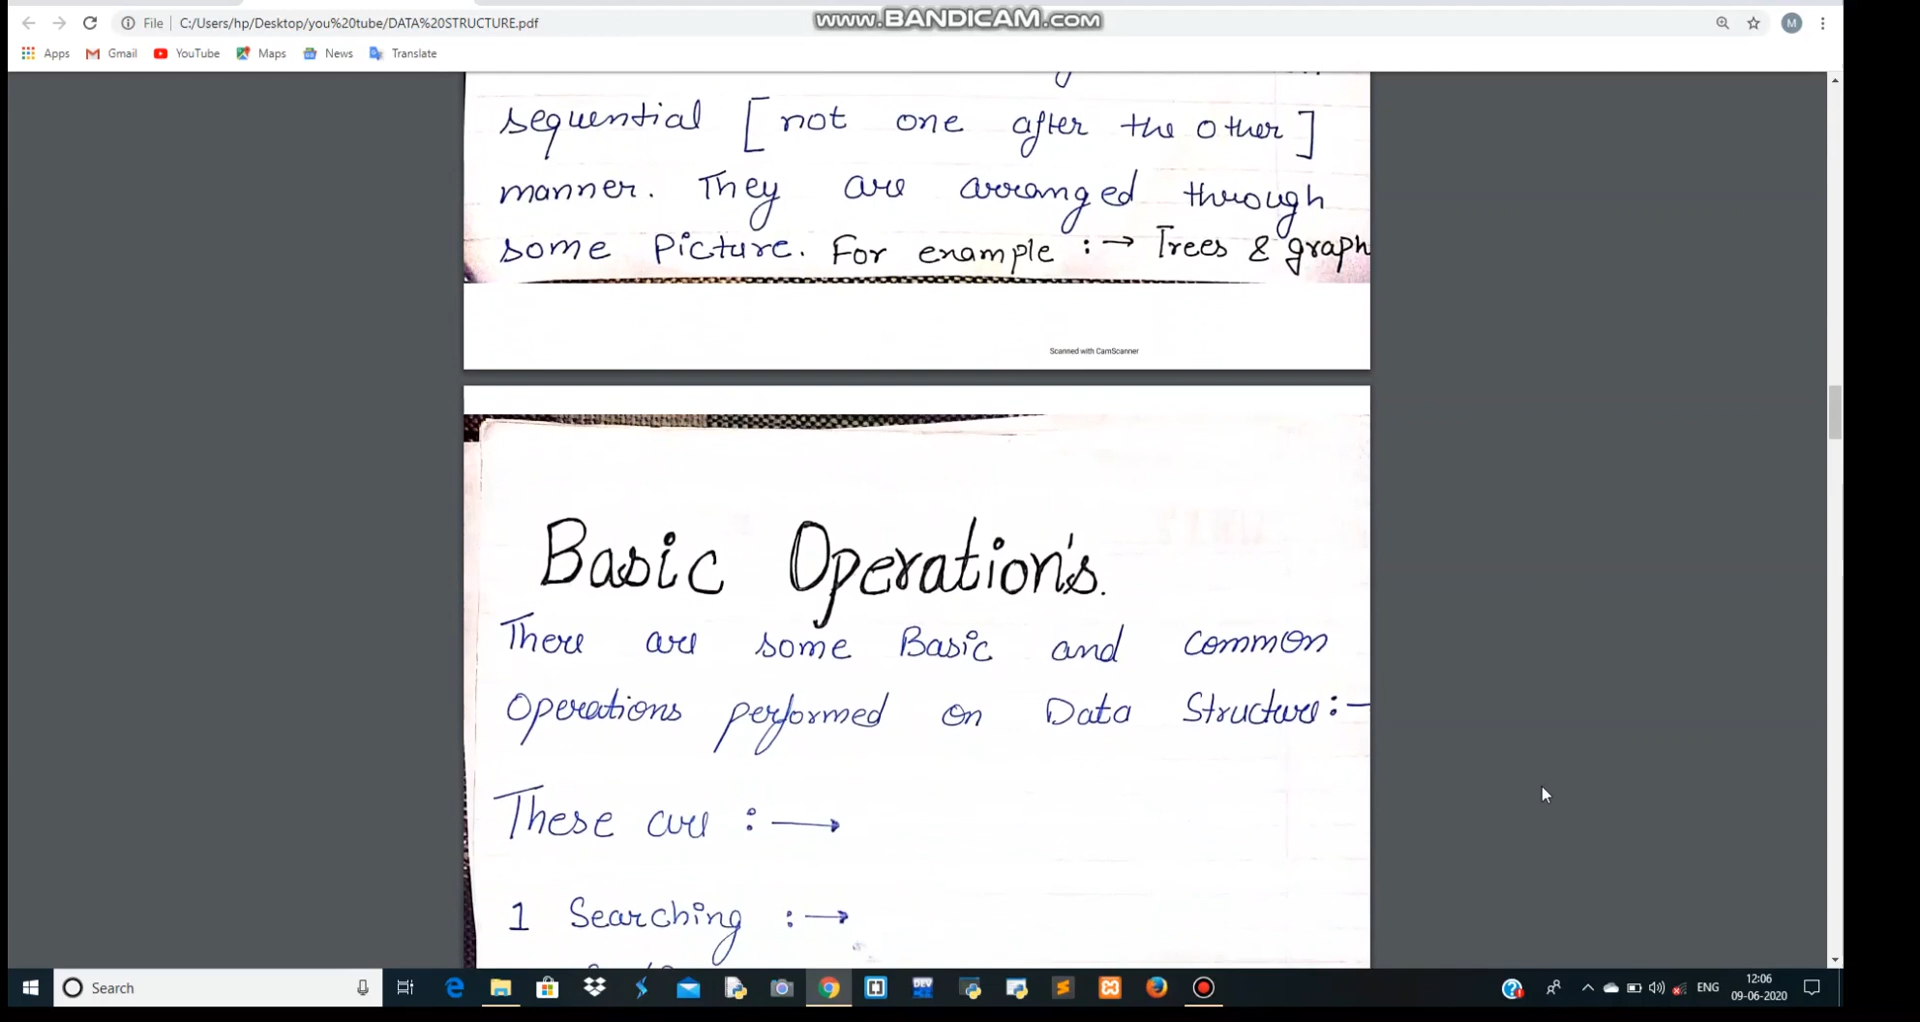 File C:/Users/hp/Desktop/you%20tube/DATA%20STRUCTURE.pdf
www.BANDICAM.com
M
Apps Gmail YouTube Maps News Translate
sequential [not one after the other]
manner. They are arranged through
some Picture. For example :→ Trees & graph
Scanned with CamScanner
Basic Operation's.
There are some Basic and common
Operations performed on Data Structure:-
These are :→
1 Searching :→
Search
DEV
ENG
12:06
09-06-2020